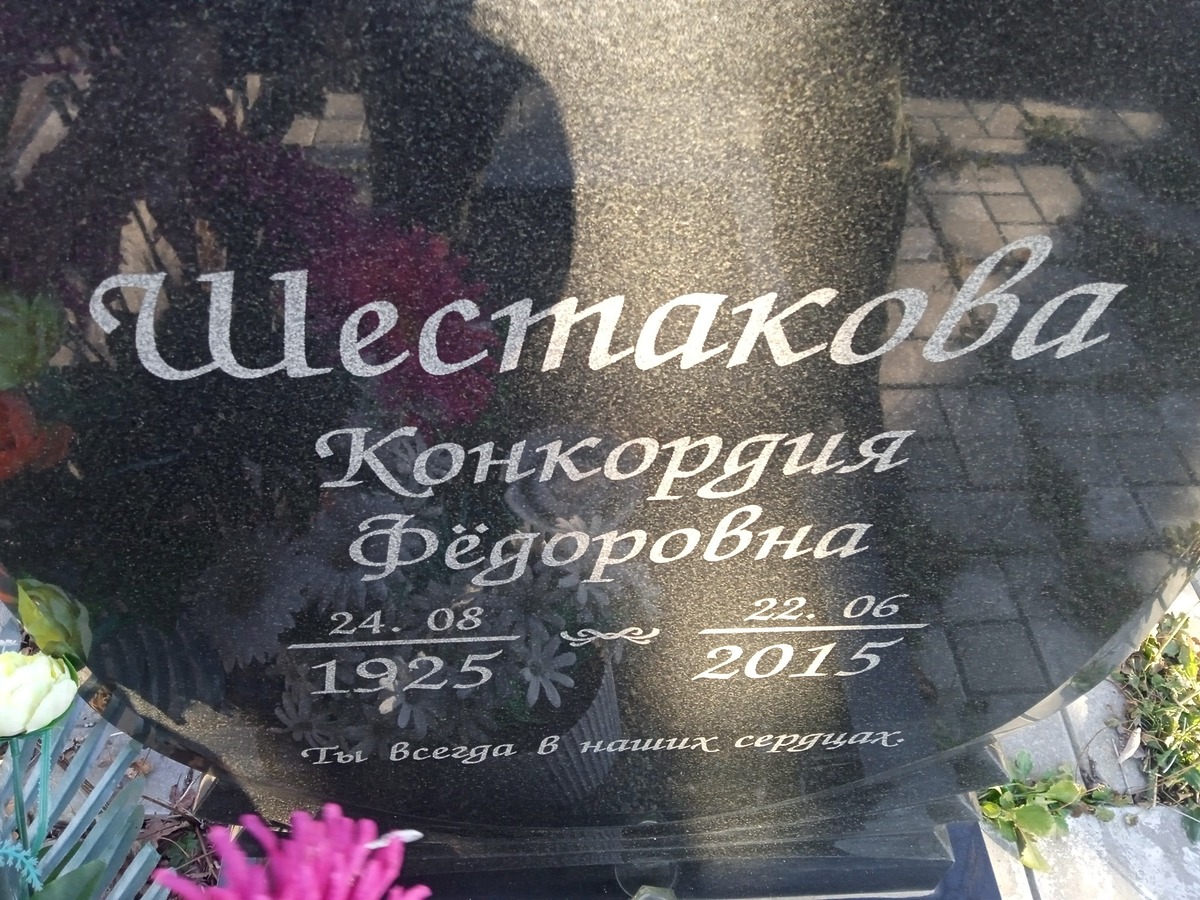 Шестакова
Конкордия
Фёдоровна
24. 08 22. 06
1925 2015
Ты всегда в наших сердцах.